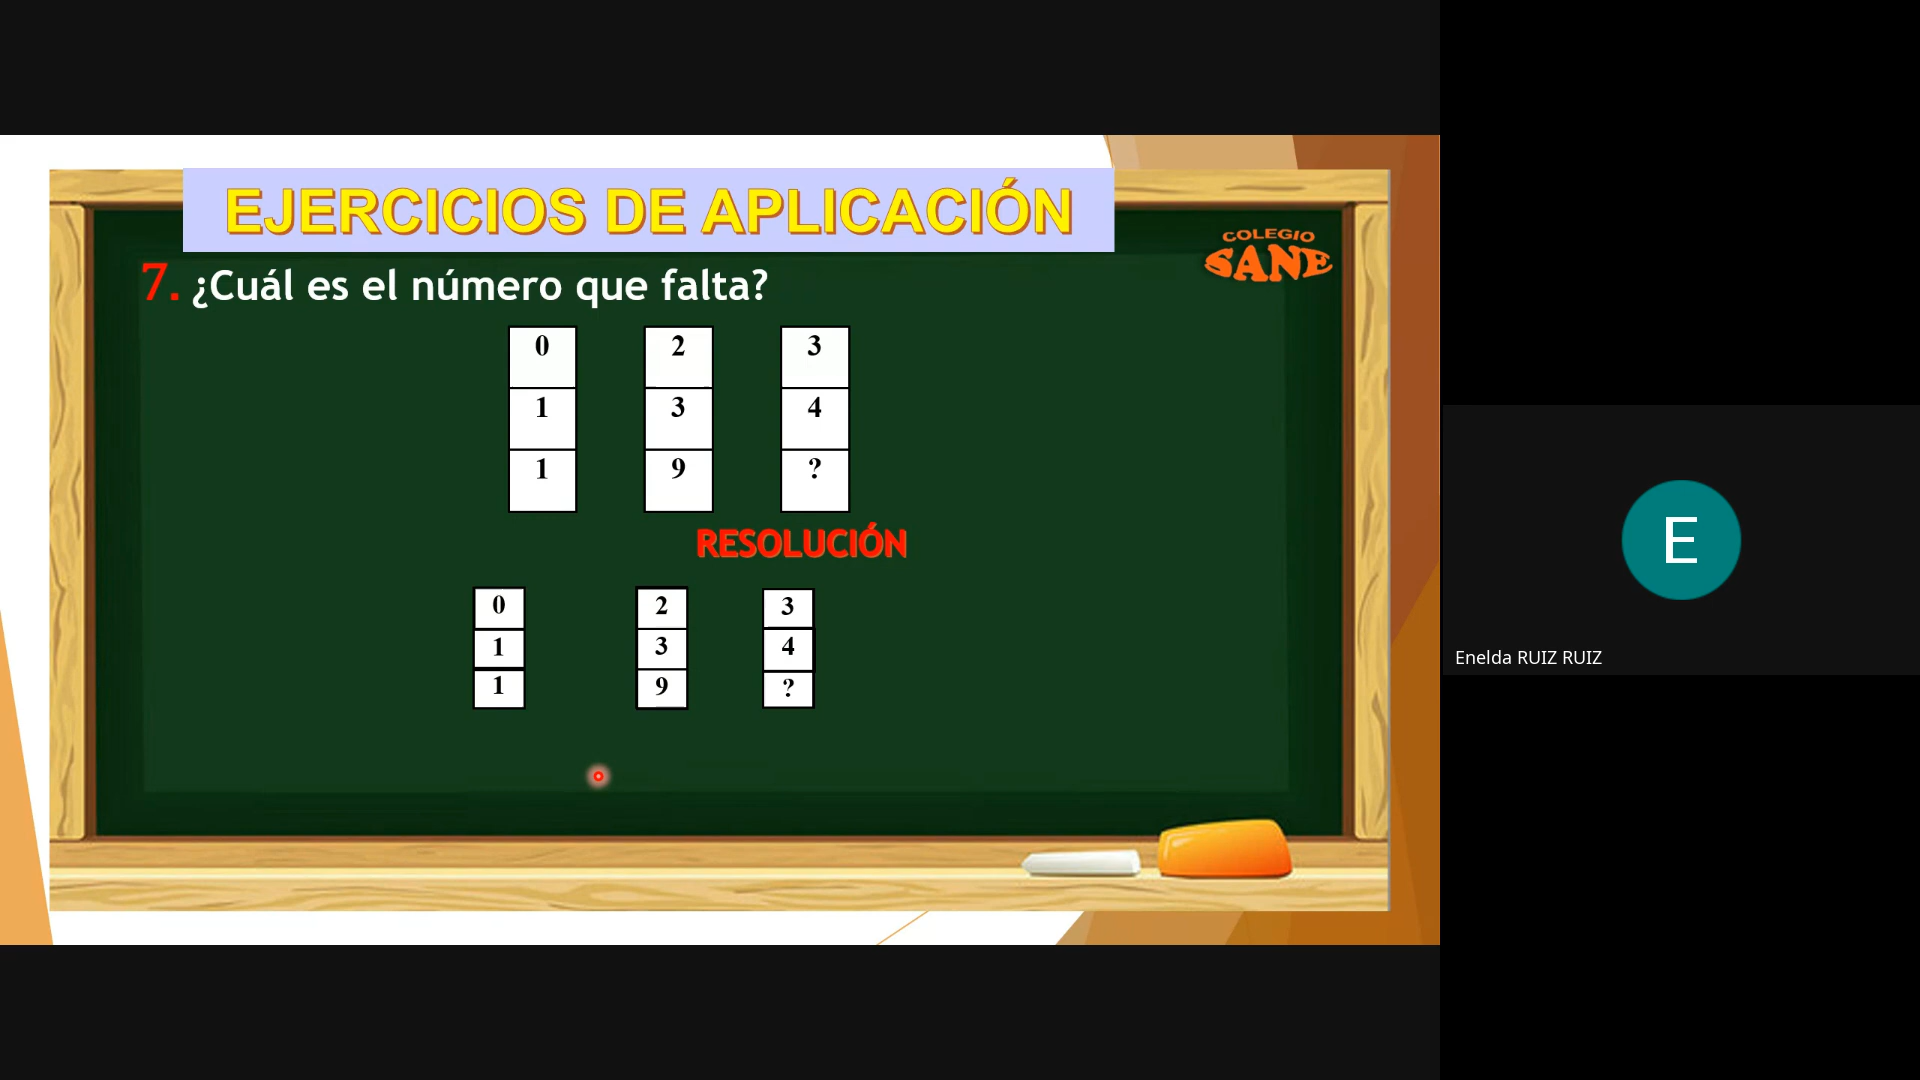 EJERCICIOS DE APLICACIÓN
COLEGIO
SANE
7. ¿Cuál es el número que falta?
0 2 3
1 3 4
1 9 ?
RESOLUCIÓN
0 2 3
1 3 4
1 9 ?
E
Enelda RUIZ RUIZ